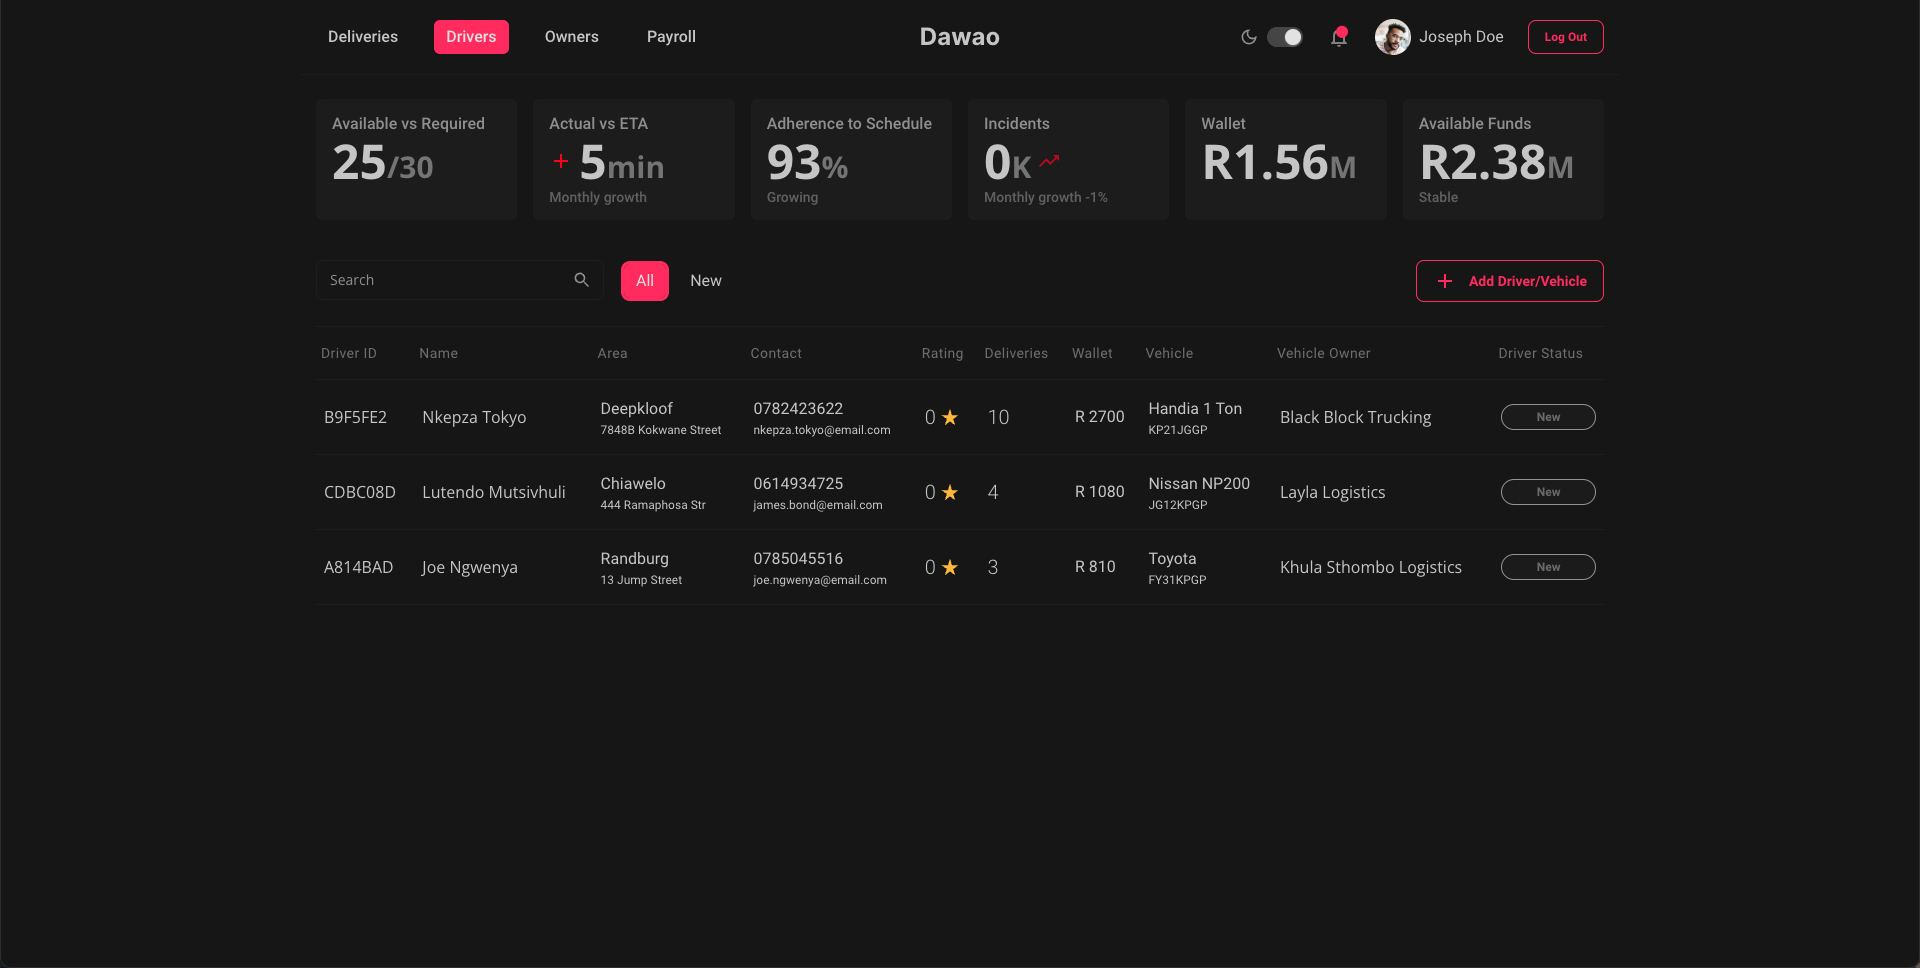 Deliveries Drivers Owners Payroll Dawao Joseph Doe Log Out
Available vs Required Actual vs ETA Adherence to Schedule Incidents Wallet Available Funds
25/30 + 5min 93% 0K R1.56M R2.38M
Monthly growth Growing Monthly growth -1% Stable
Search All New + Add Driver/Vehicle
Driver ID Name Area Contact Rating Deliveries Wallet Vehicle Vehicle Owner Driver Status
B9F5FE2 Nkepza Tokyo Deepkloof 0782423622 0 10 R 2700 Handia 1 Ton Black Block Trucking New
7848B Kokwane Street nkepza.tokyo@email.com KP21JGGP
CDBC08D Lutendo Mutsivhuli Chiawelo 0614934725 0 4 R 1080 Nissan NP200 Layla Logistics New
444 Ramaphosa Str james.bond@email.com JG12KPGP
A814BAD Joe Ngwenya Randburg 0785045516 0 3 R 810 Toyota Khula Sthombo Logistics New
13 Jump Street joe.ngwenya@email.com FY31KPGP